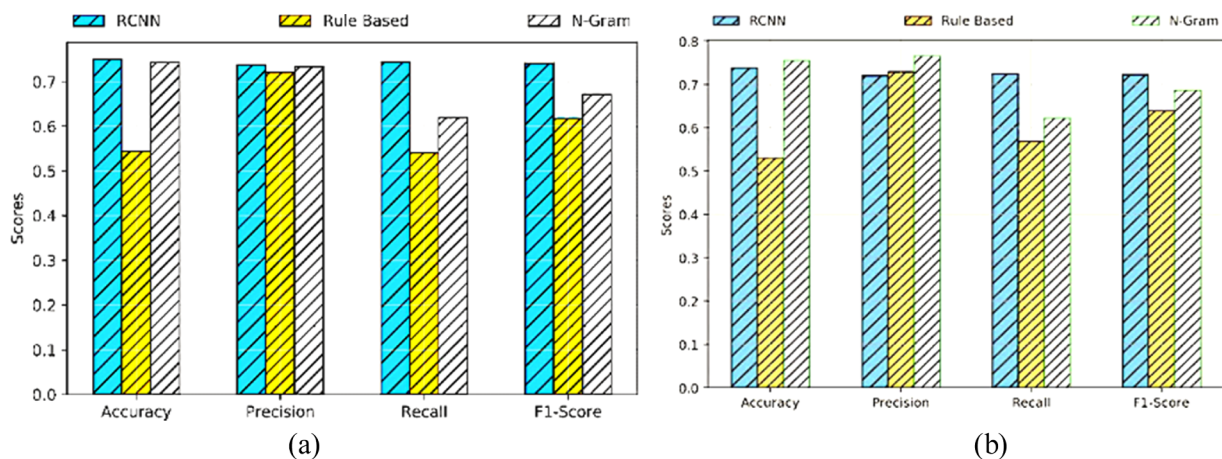 RCNN Rule Based N-Gram
Scores
0.7
0.6
0.5
0.4
0.3
0.2
0.1
0.0
Accuracy Precision Recall F1-Score
(a)
RCNN Rule Based N-Gram
Scores
0.8
0.7
0.6
0.5
0.4
0.3
0.2
0.1
0.0
Accuracy Precision Recall F1-Score
(b)